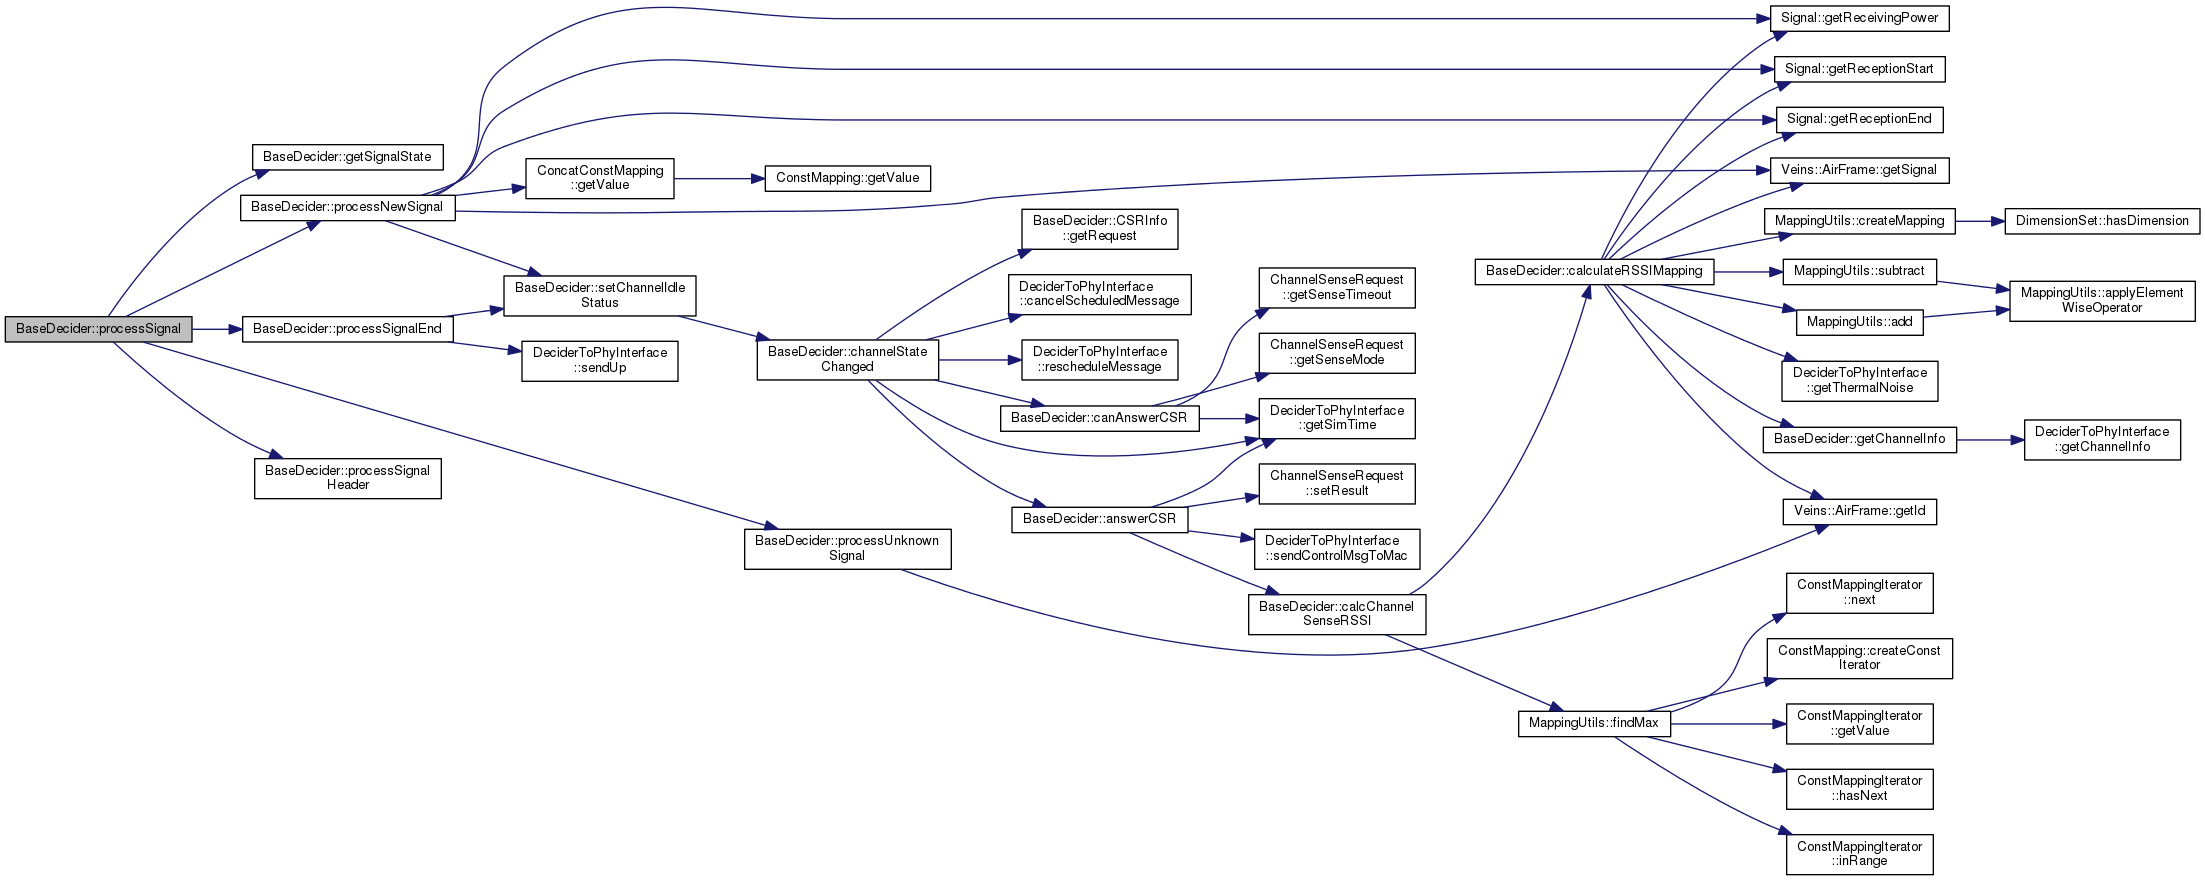 BaseDecider::processSignal
BaseDecider::getSignalState
BaseDecider::processNewSignal
BaseDecider::processSignalEnd
BaseDecider::processSignal
Header
ConcatConstMapping
::getValue
BaseDecider::setChannelIdle
Status
DeciderToPhyInterface
::sendUp
ConstMapping::getValue
BaseDecider::channelState
Changed
BaseDecider::processUnknown
Signal
BaseDecider::CSRInfo
::getRequest
DeciderToPhyInterface
::cancelScheduledMessage
DeciderToPhyInterface
::rescheduleMessage
BaseDecider::canAnswerCSR
BaseDecider::answerCSR
ChannelSenseRequest
::getSenseTimeout
ChannelSenseRequest
::getSenseMode
DeciderToPhyInterface
::getSimTime
ChannelSenseRequest
::setResult
DeciderToPhyInterface
::sendControlMsgToMac
BaseDecider::calcChannel
SenseRSSI
BaseDecider::calculateRSSIMapping
MappingUtils::findMax
Signal::getReceivingPower
Signal::getReceptionStart
Signal::getReceptionEnd
Veins::AirFrame::getSignal
MappingUtils::createMapping
MappingUtils::subtract
MappingUtils::add
DeciderToPhyInterface
::getThermalNoise
BaseDecider::getChannelInfo
Veins::AirFrame::getId
ConstMappingIterator
::next
ConstMapping::createConst
Iterator
ConstMappingIterator
::getValue
ConstMappingIterator
::hasNext
ConstMappingIterator
::inRange
DimensionSet::hasDimension
MappingUtils::applyElement
WiseOperator
DeciderToPhyInterface
::getChannelInfo